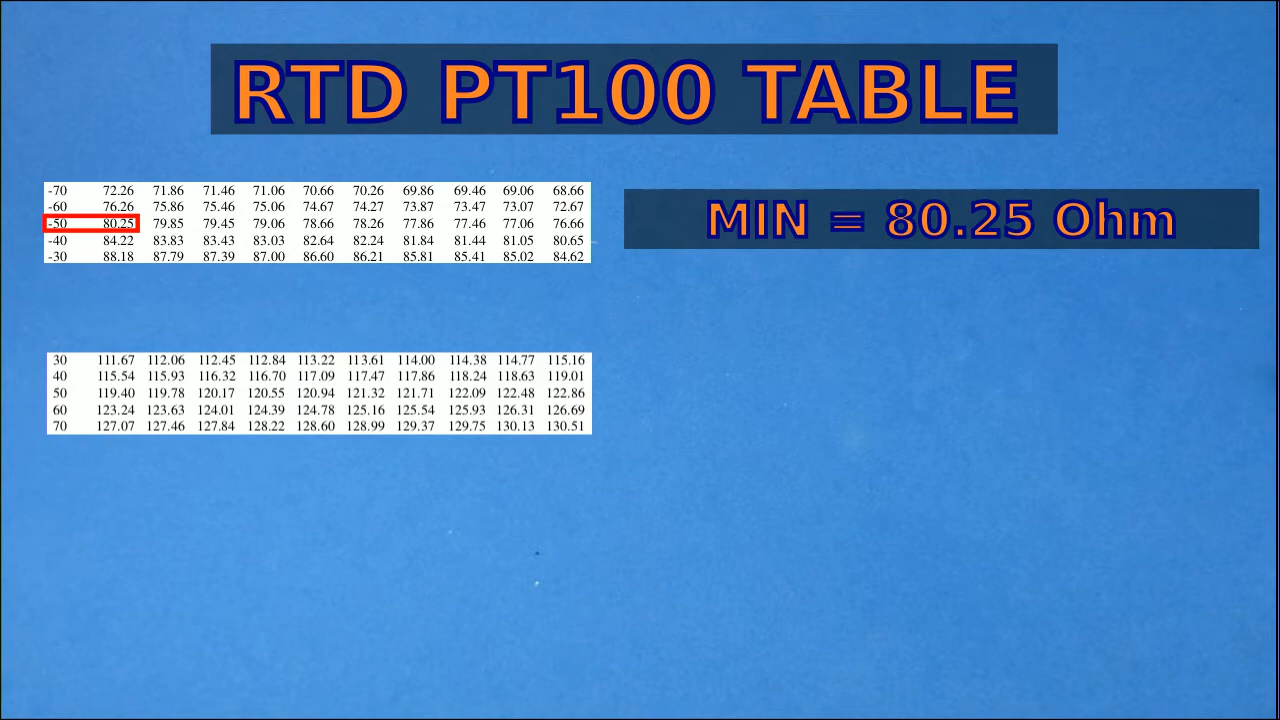 RTD PT100 TABLE
-70 72.26 71.86 71.46 71.06 70.66 70.26 69.86 69.46 69.06 68.66
-60 76.26 75.86 75.46 75.06 74.67 74.27 73.87 73.47 73.07 72.67
-50 80.25 79.85 79.45 79.06 78.66 78.26 77.86 77.46 77.06 76.66
-40 84.22 83.83 83.43 83.03 82.64 82.24 81.84 81.44 81.05 80.65
-30 88.18 87.79 87.39 87.00 86.60 86.21 85.81 85.41 85.02 84.62
MIN = 80.25 Ohm
30 111.67 112.06 112.45 112.84 113.22 113.61 114.00 114.38 114.77 115.16
40 115.54 115.93 116.32 116.70 117.09 117.47 117.86 118.24 118.63 119.01
50 119.40 119.78 120.17 120.55 120.94 121.32 121.71 122.09 122.48 122.86
60 123.24 123.63 124.01 124.39 124.78 125.16 125.54 125.93 126.31 126.69
70 127.07 127.46 127.84 128.22 128.60 128.99 129.37 129.75 130.13 130.51